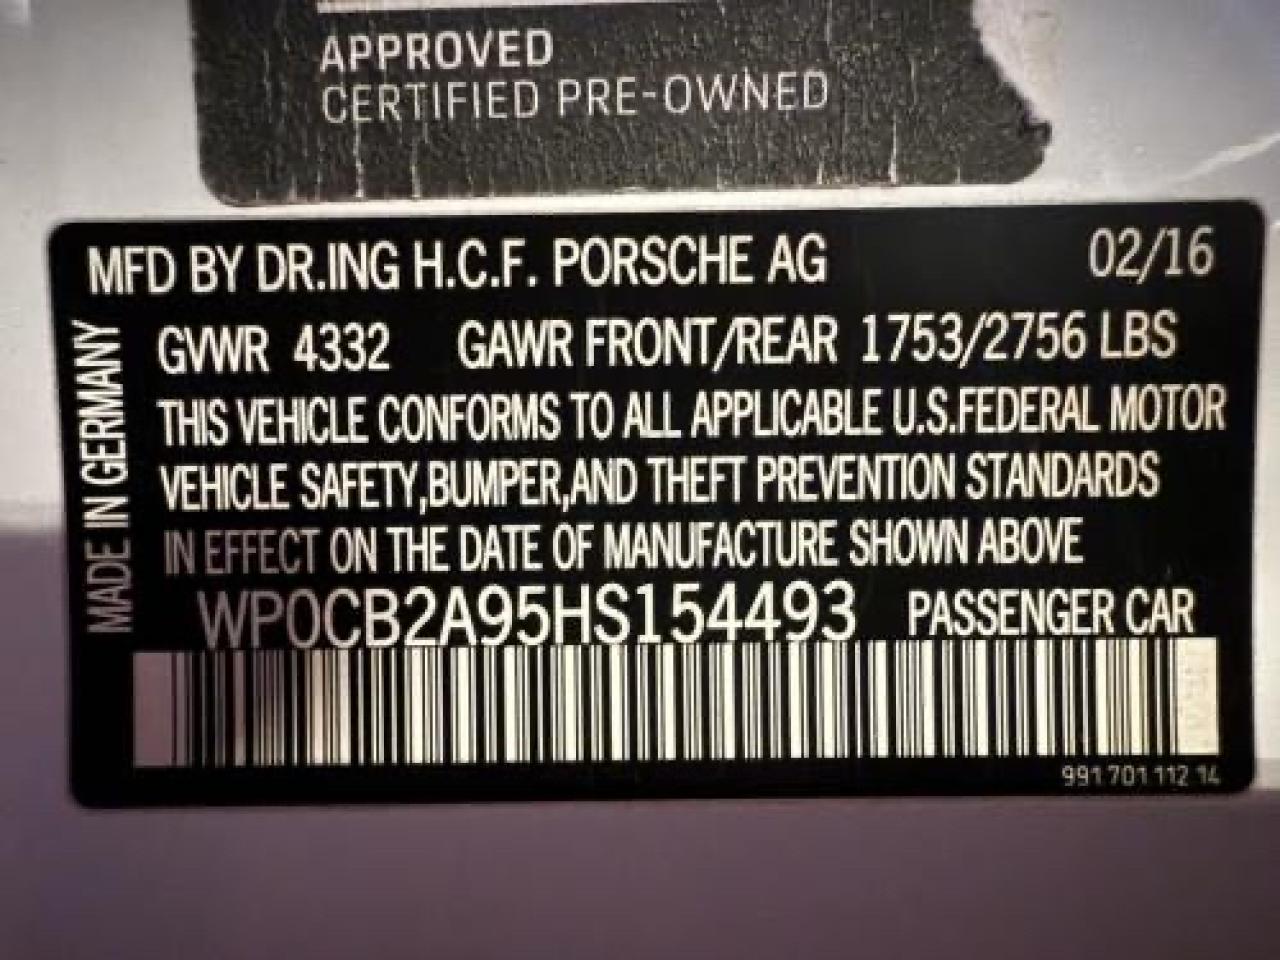 APPROVED
CERTIFIED PRE-OWNED
MFD BY DR.ING H.C.F. PORSCHE AG 02/16
GVWR 4332 GAWR FRONT/REAR 1753/2756 LBS
THIS VEHICLE CONFORMS TO ALL APPLICABLE U.S.FEDERAL MOTOR
VEHICLE SAFETY,BUMPER,AND THEFT PREVENTION STANDARDS
IN EFFECT ON THE DATE OF MANUFACTURE SHOWN ABOVE
WP0CB2A95HS154493 PASSENGER CAR
991 701 112 14
MADE IN GERMANY